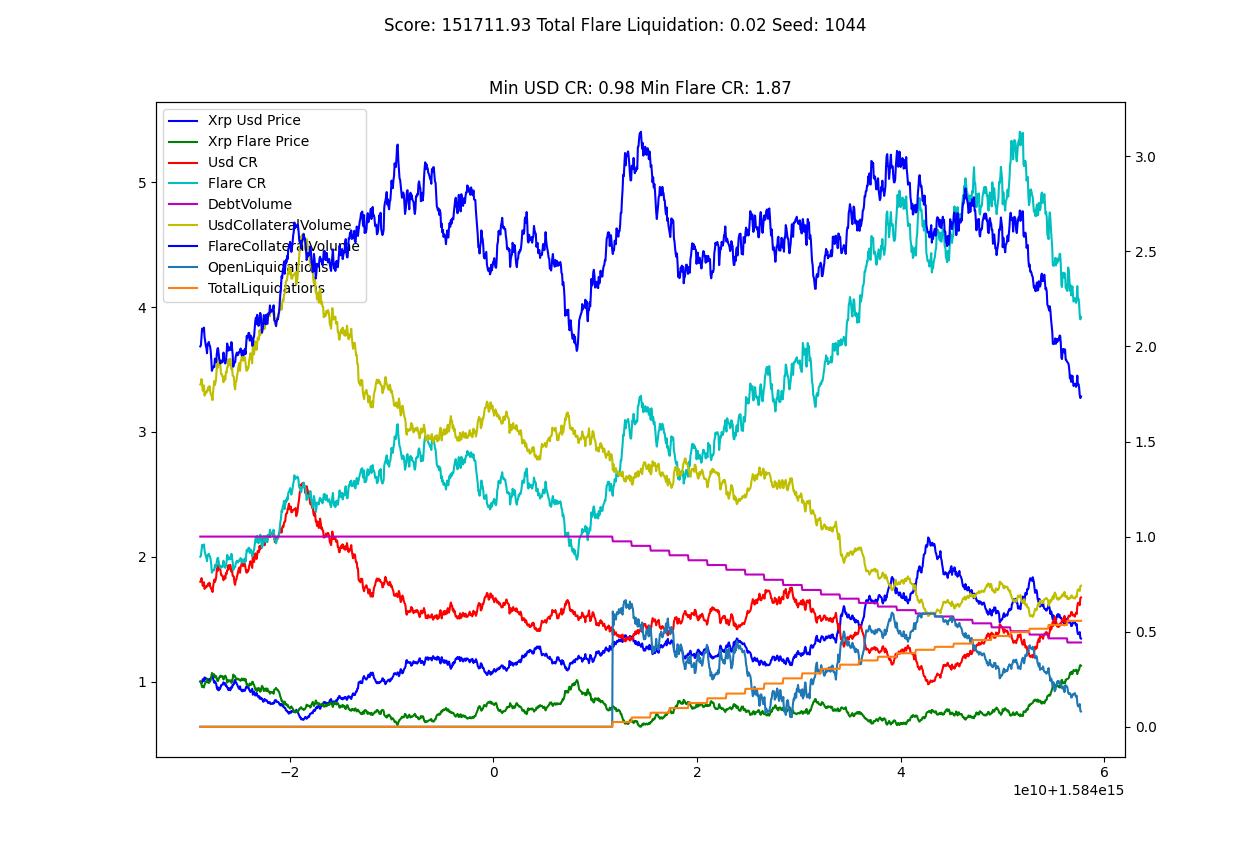 Score: 151711.93 Total Flare Liquidation: 0.02 Seed: 1044
Min USD CR: 0.98 Min Flare CR: 1.87
Xrp Usd Price
Xrp Flare Price
Usd CR
Flare CR
DebtVolume
UsdCollateralVolume
FlareCollateralVolume
OpenLiquidations
TotalLiquidations
5
4
3
2
1
3.0
2.5
2.0
1.5
1.0
0.5
0.0
−2
0
2
4
6
1e10+1.584e15